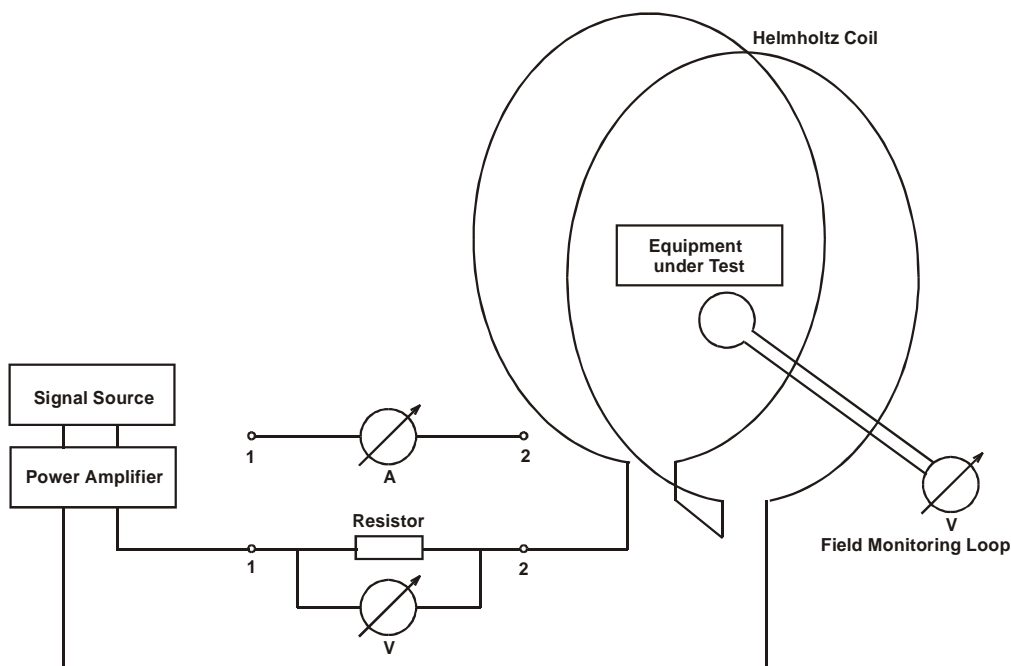 Helmholtz Coil
Equipment
under Test
Signal Source
Power Amplifier
1
2
A
Resistor
1
2
V
V
Field Monitoring Loop